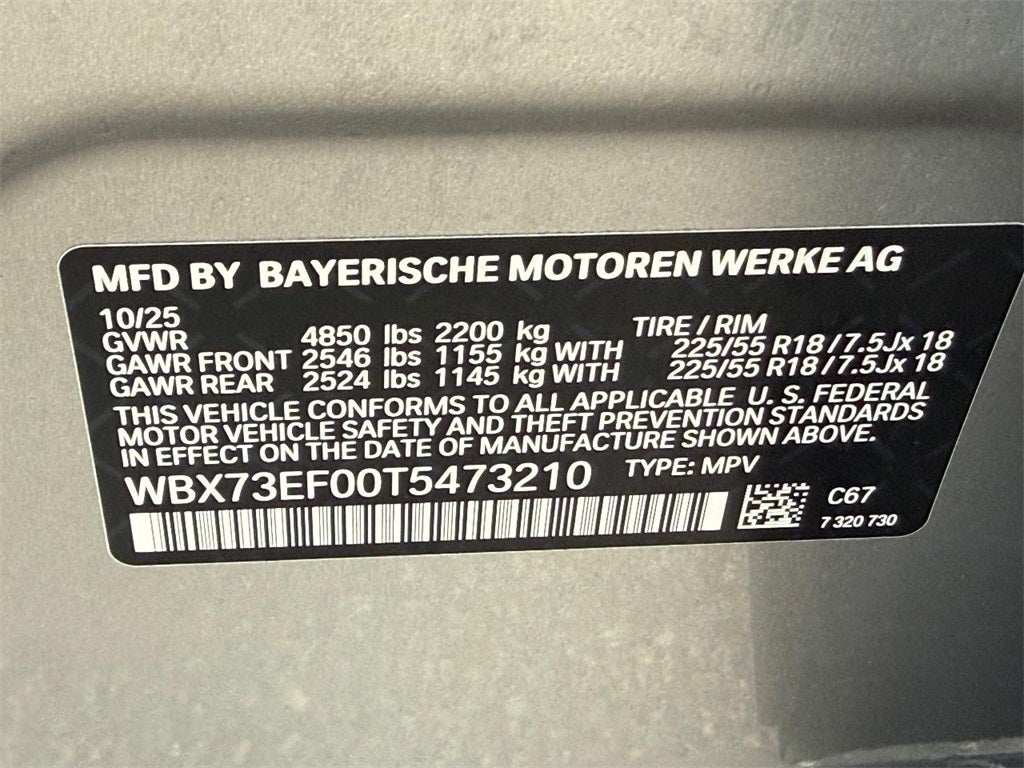 MFD BY BAYERISCHE MOTOREN WERKE AG
10/25
GVWR 4850 lbs 2200 kg TIRE / RIM
GAWR FRONT 2546 lbs 1155 kg WITH 225/55 R18 / 7.5Jx 18
GAWR REAR 2524 lbs 1145 kg WITH 225/55 R18 / 7.5Jx 18
THIS VEHICLE CONFORMS TO ALL APPLICABLE U. S. FEDERAL
MOTOR VEHICLE SAFETY AND THEFT PREVENTION STANDARDS
IN EFFECT ON THE DATE OF MANUFACTURE SHOWN ABOVE.
WBX73EF00T5473210 TYPE: MPV
C67
7 320 730